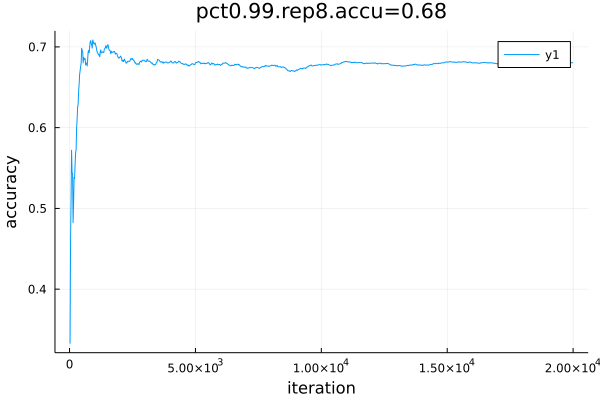 pct0.99.rep8.accu=0.68
y1
0.7
0.6
0.5
0.4
accuracy
0
5.00×10³
1.00×10⁴
1.50×10⁴
2.00×10⁴
iteration